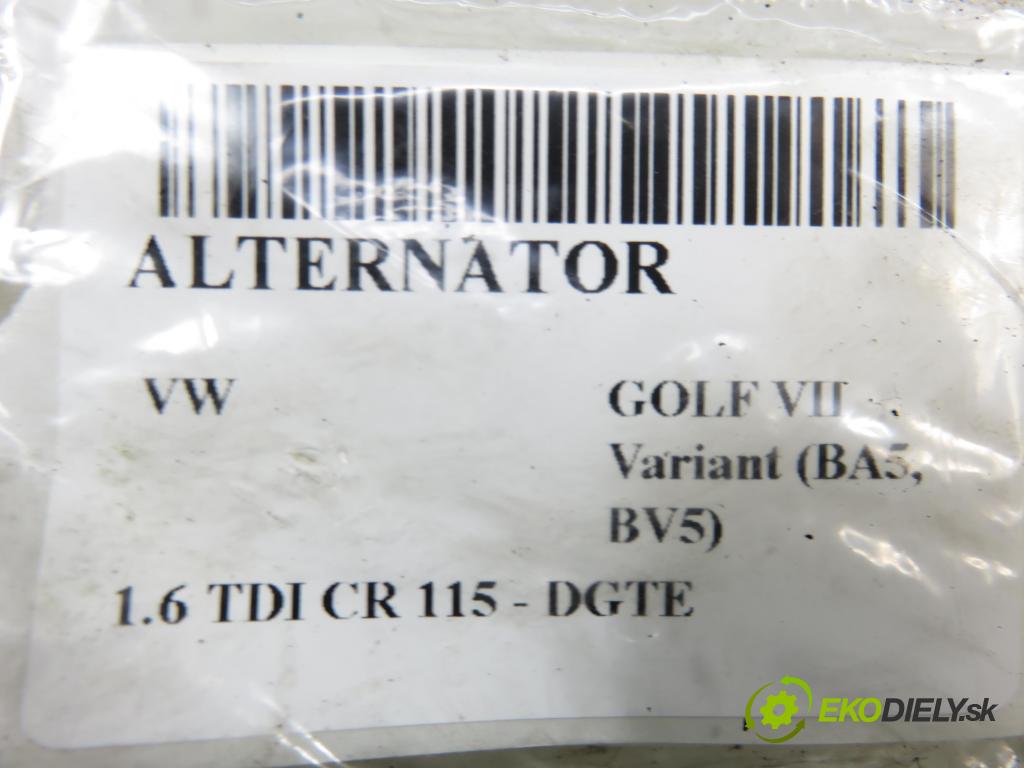 ALTERNATOR
VW
GOLF VII
Variant (BA5,
BV5)
1.6 TDI CR 115 - DGTE
EKODIELY.sk